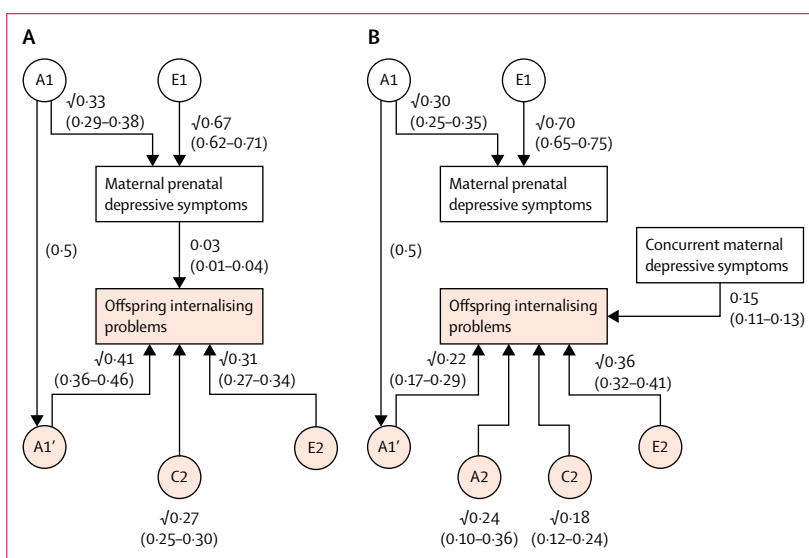 A
A1
E1
√0·33
(0·29–0·38)
√0·67
(0·62–0·71)
Maternal prenatal
depressive symptoms
(0·5)
0·03
(0·01–0·04)
Offspring internalising
problems
√0·41
(0·36–0·46)
√0·31
(0·27–0·34)
A1′
C2
E2
√0·27
(0·25–0·30)
B
A1
E1
√0·30
(0·25–0·35)
√0·70
(0·65–0·75)
Maternal prenatal
depressive symptoms
(0·5)
Concurrent maternal
depressive symptoms
0·15
(0·11–0·13)
Offspring internalising
problems
√0·22
(0·17–0·29)
√0·36
(0·32–0·41)
A1′
A2
C2
E2
√0·24
(0·10–0·36)
√0·18
(0·12–0·24)